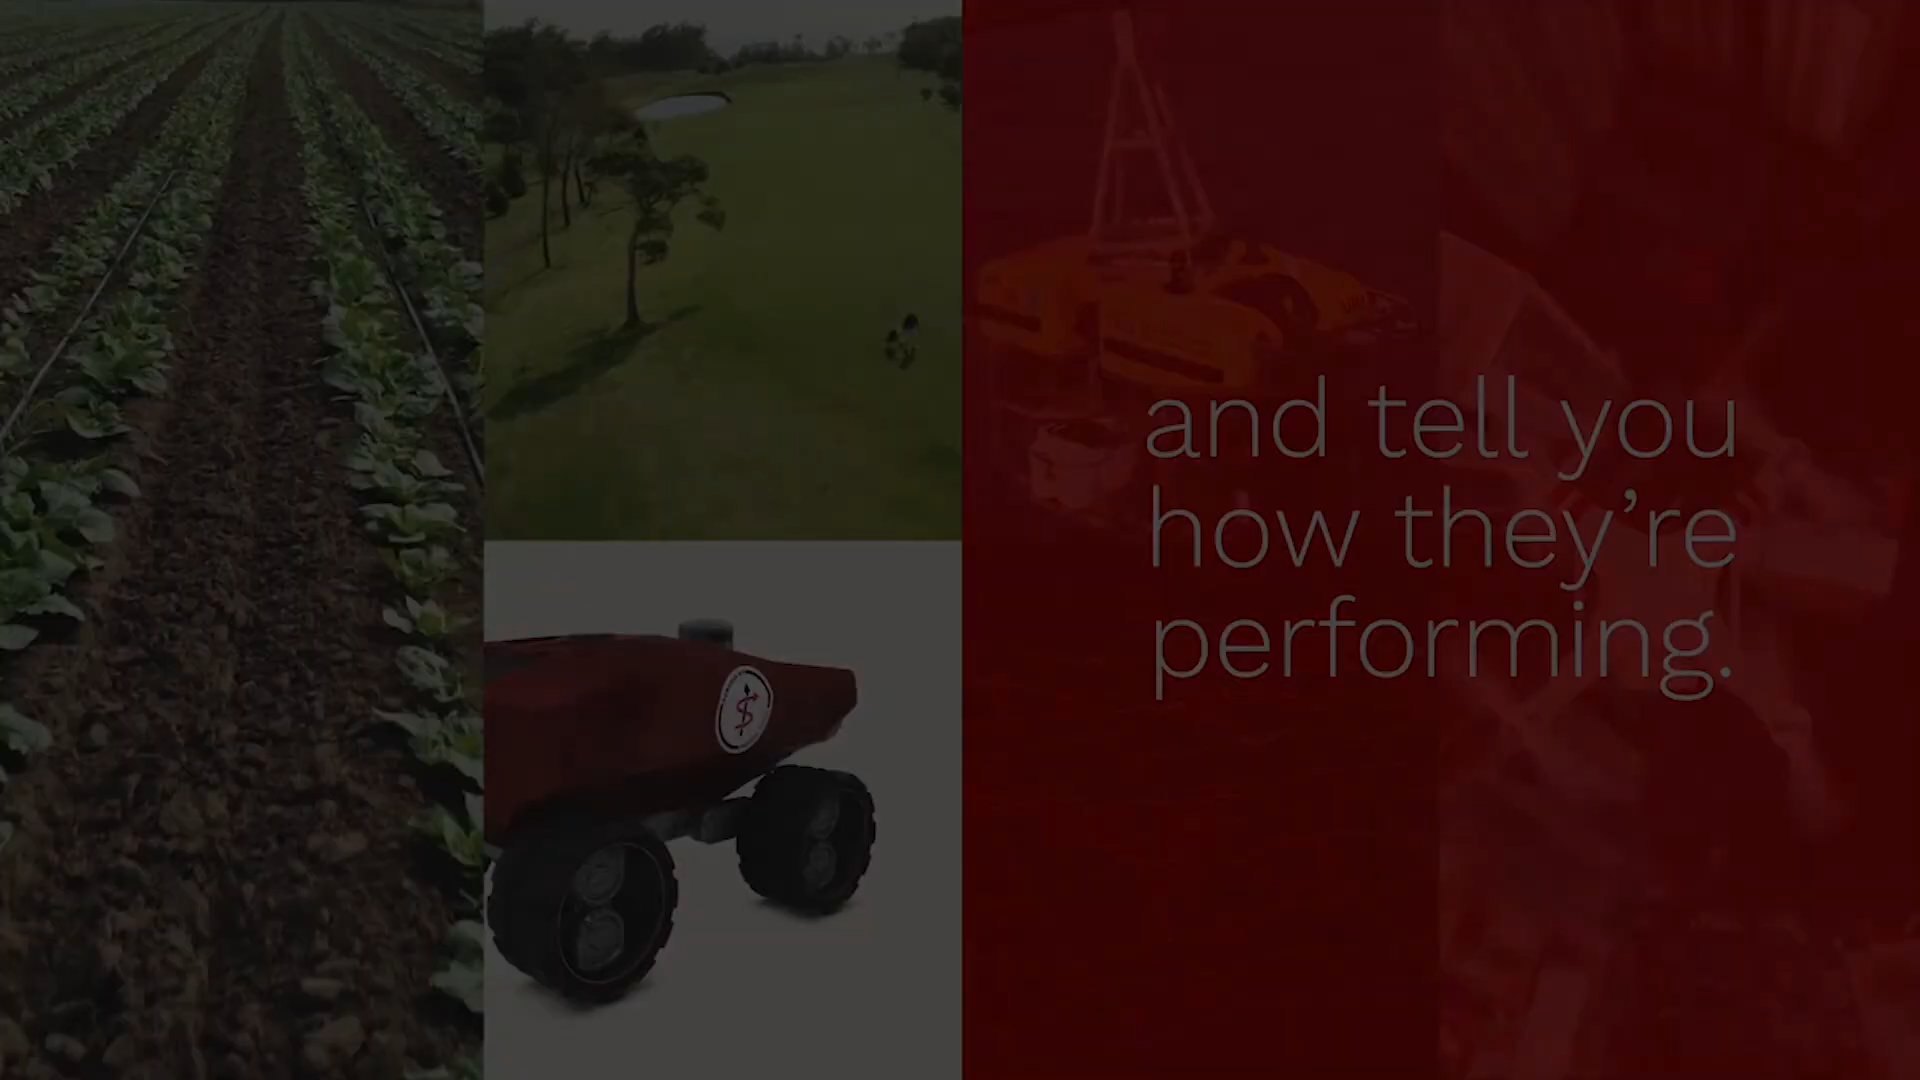 and tell you
how they’re
performing.